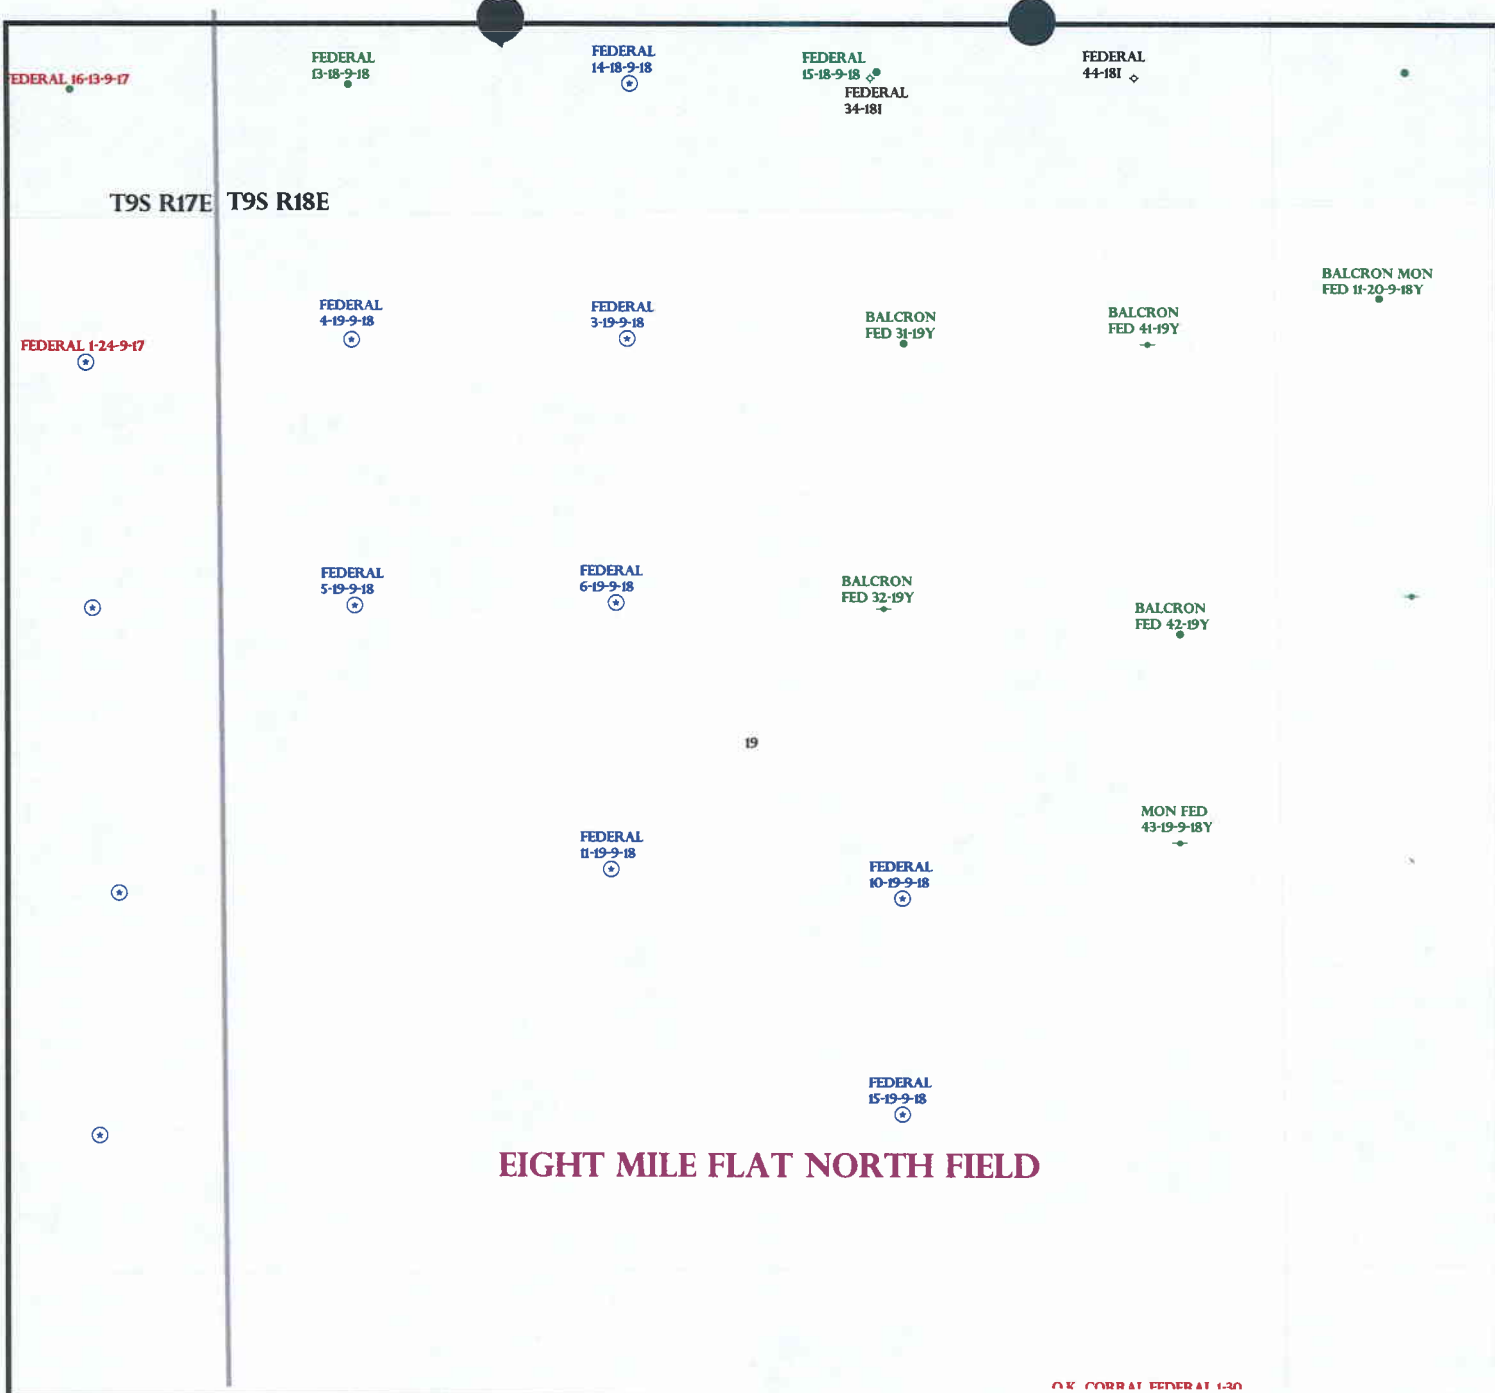 FEDERAL
13-18-9-18
FEDERAL
14-18-9-18
FEDERAL
15-18-9-18
FEDERAL
34-18I
FEDERAL
44-18I
EDERAL 16-13-9-17
T9S R17E
T9S R18E
BALCRON MON
FED 11-20-9-18Y
FEDERAL
4-19-9-18
FEDERAL
3-19-9-18
BALCRON
FED 31-19Y
BALCRON
FED 41-19Y
FEDERAL 1-24-9-17
FEDERAL
5-19-9-18
FEDERAL
6-19-9-18
BALCRON
FED 32-19Y
BALCRON
FED 42-19Y
19
MON FED
43-19-9-18Y
FEDERAL
11-19-9-18
FEDERAL
10-19-9-18
FEDERAL
15-19-9-18
EIGHT MILE FLAT NORTH FIELD
O.K. CORRAL FEDERAL 1-30